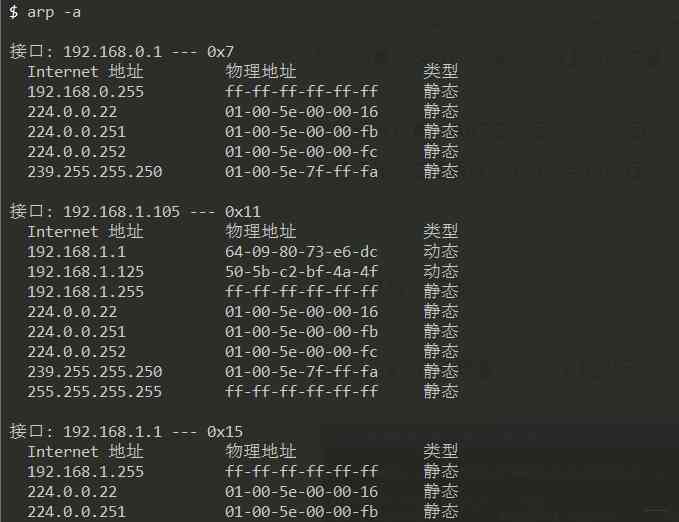 $ arp -a
接口: 192.168.0.1 --- 0x7
Internet 地址 物理地址 类型
192.168.0.255 ff-ff-ff-ff-ff-ff 静态
224.0.0.22 01-00-5e-00-00-16 静态
224.0.0.251 01-00-5e-00-00-fb 静态
224.0.0.252 01-00-5e-00-00-fc 静态
239.255.255.250 01-00-5e-7f-ff-fa 静态
接口: 192.168.1.105 --- 0x11
Internet 地址 物理地址 类型
192.168.1.1 64-09-80-73-e6-dc 动态
192.168.1.125 50-5b-c2-bf-4a-4f 动态
192.168.1.255 ff-ff-ff-ff-ff-ff 静态
224.0.0.22 01-00-5e-00-00-16 静态
224.0.0.251 01-00-5e-00-00-fb 静态
224.0.0.252 01-00-5e-00-00-fc 静态
239.255.255.250 01-00-5e-7f-ff-fa 静态
255.255.255.255 ff-ff-ff-ff-ff-ff 静态
接口: 192.168.1.1 --- 0x15
Internet 地址 物理地址 类型
192.168.1.255 ff-ff-ff-ff-ff-ff 静态
224.0.0.22 01-00-5e-00-00-16 静态
224.0.0.251 01-00-5e-00-00-fb 静态